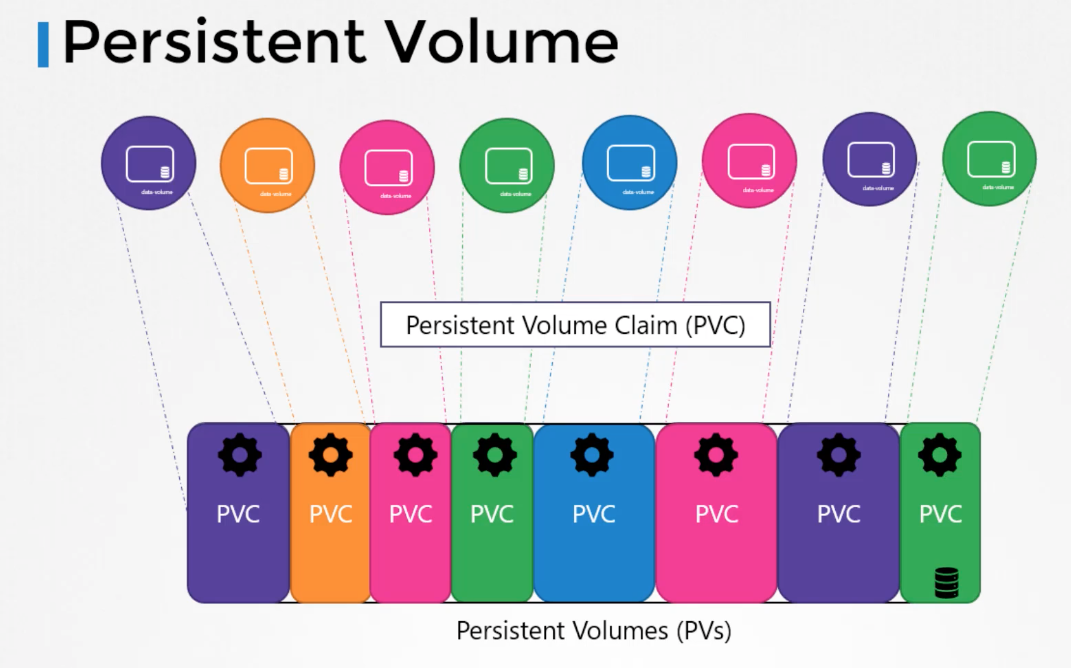 Persistent Volume
data-volume
data-volume
data-volume
data-volume
data-volume
data-volume
data-volume
data-volume
Persistent Volume Claim (PVC)
PVC
PVC
PVC
PVC
PVC
PVC
PVC
PVC
Persistent Volumes (PVs)